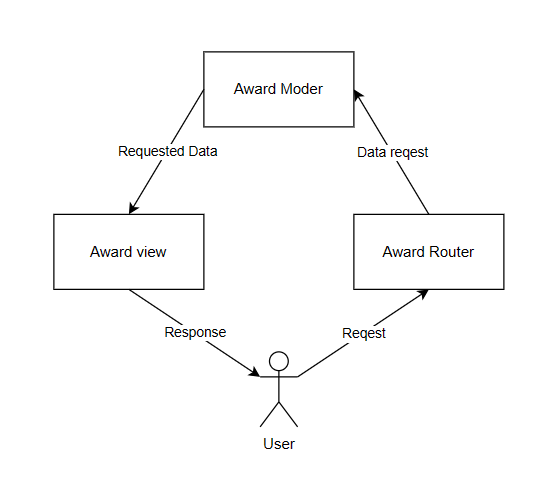 Award Moder
Requested Data
Data reqest
Award view
Award Router
Response
Reqest
User